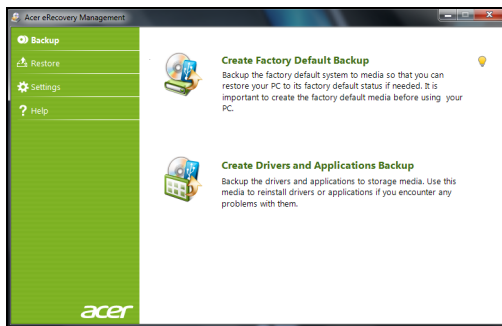 Acer eRecovery Management
Backup
Restore
Settings
Help
Create Factory Default Backup
Backup the factory default system to media so that you can
restore your PC to its factory default status if needed. It is
important to create the factory default media before using your
PC.
Create Drivers and Applications Backup
Backup the drivers and applications to storage media. Use this
media to reinstall drivers or applications if you encounter any
problems with them.
acer